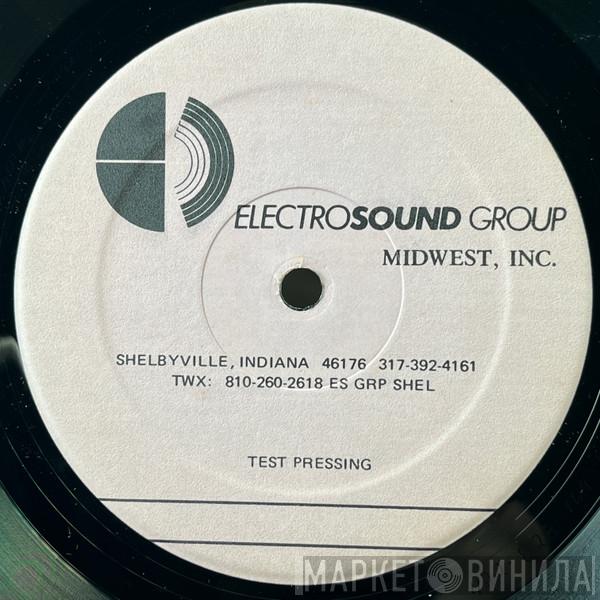 ELECTROSOUND GROUP
MIDWEST, INC.
SHELBYVILLE, INDIANA 46176 317-392-4161
TWX: 810-260-2618 ES GRP SHEL
TEST PRESSING
МАРКЕТ ВИНИЛА